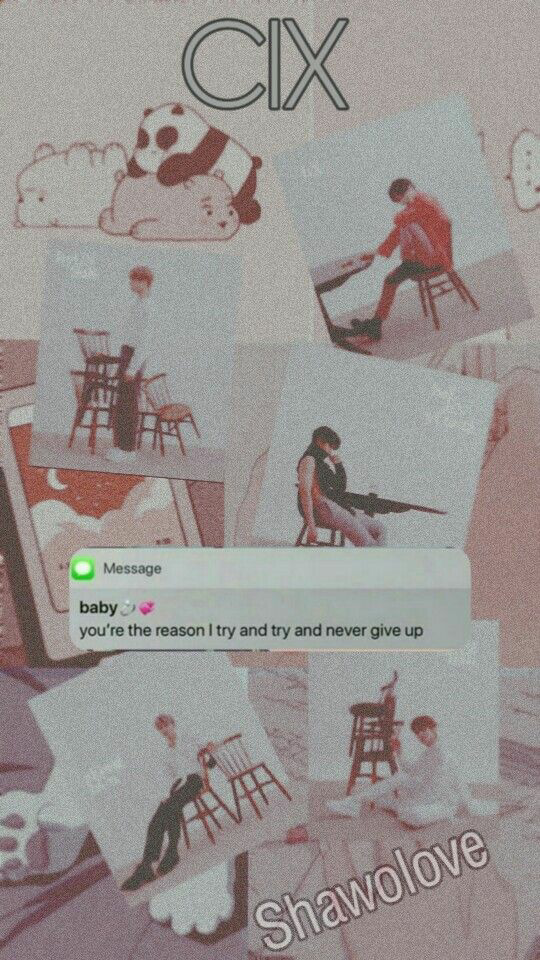 CIX
Message
baby💍💞
you're the reason I try and try and never give up
Shawolove